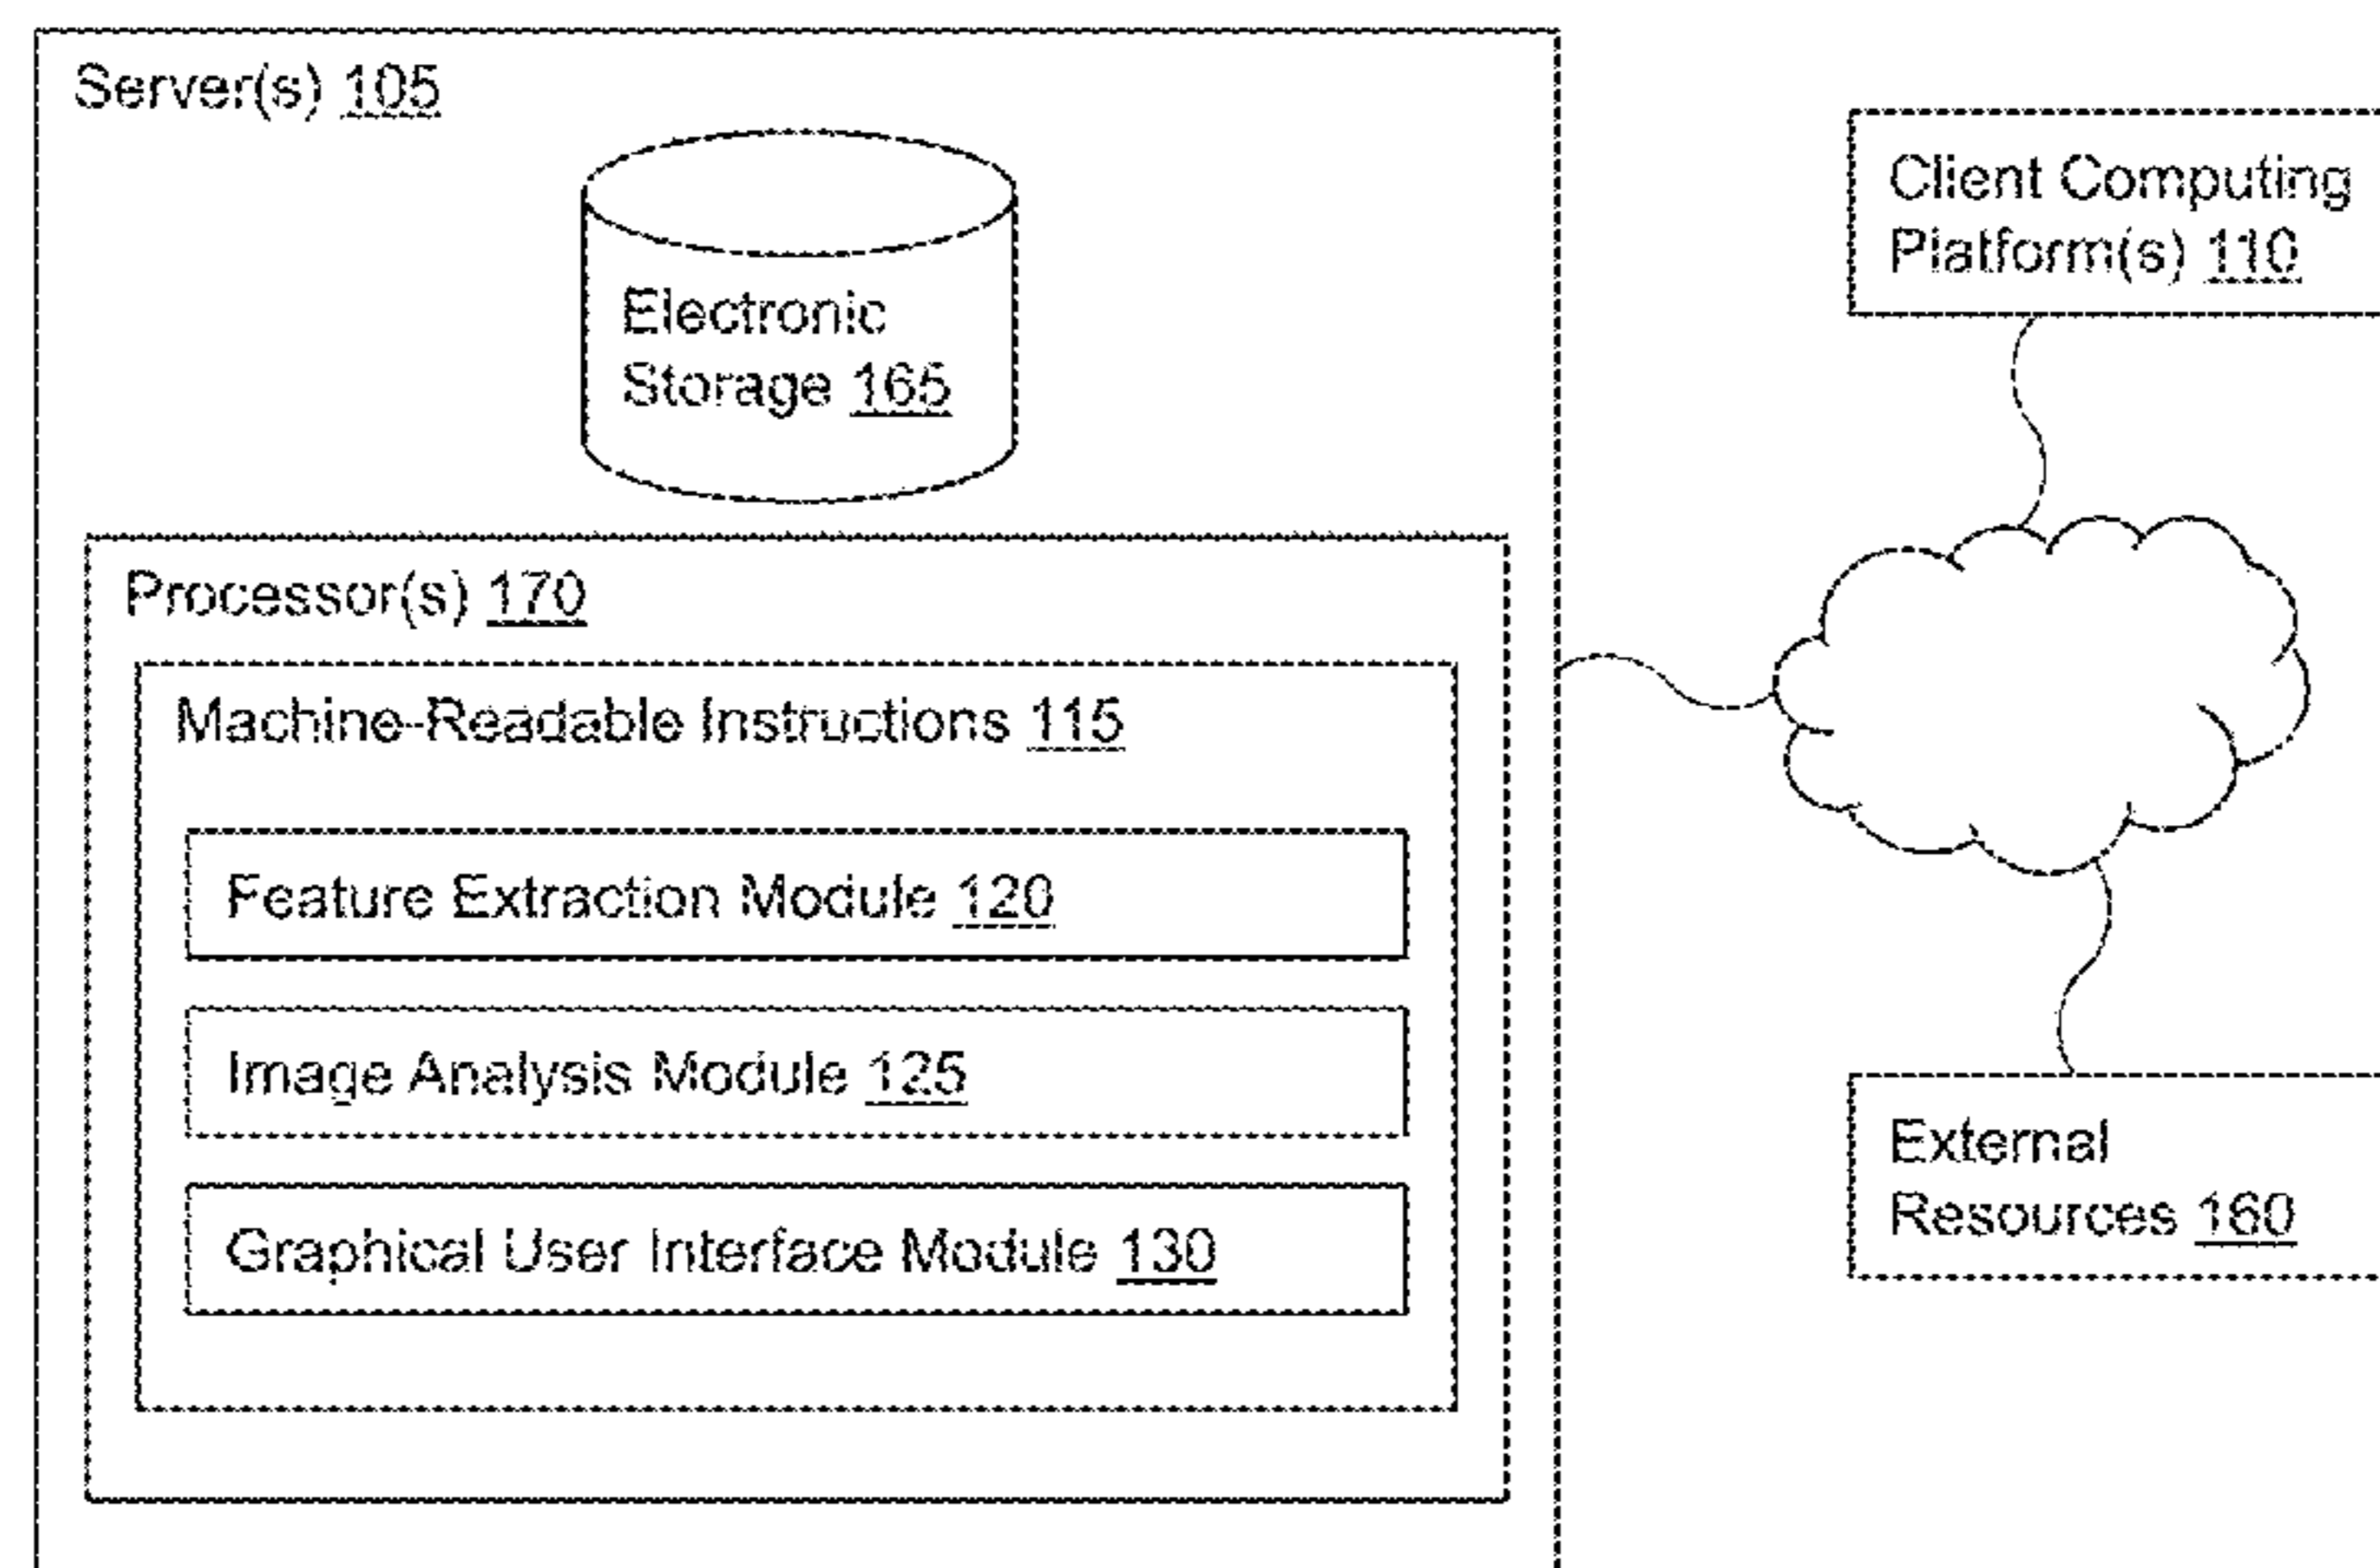 Server(s) 105
Electronic
Storage 165
Processor(s) 170
Machine-Readable Instructions 115
Feature Extraction Module 120
Image Analysis Module 125
Graphical User Interface Module 130
Client Computing
Platform(s) 110
External
Resources 160